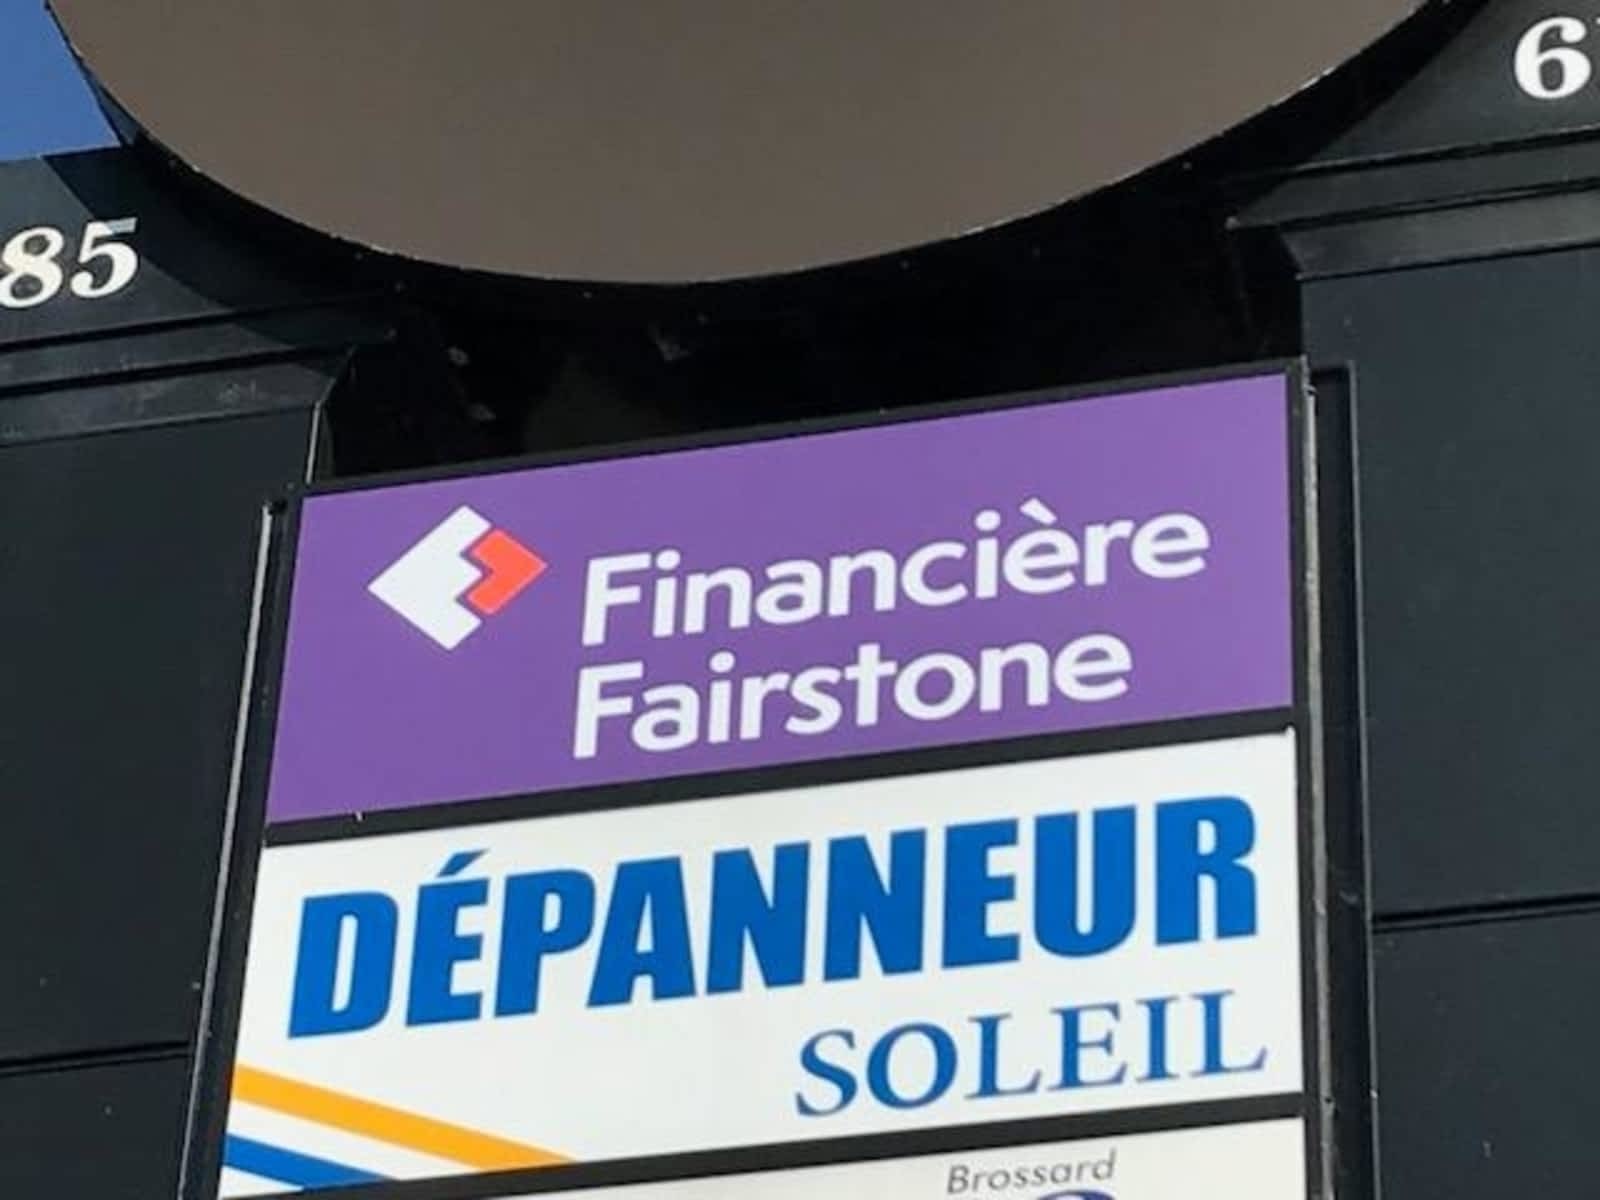 85
Financière
Fairstone
DÉPANNEUR
SOLEIL
Brossard